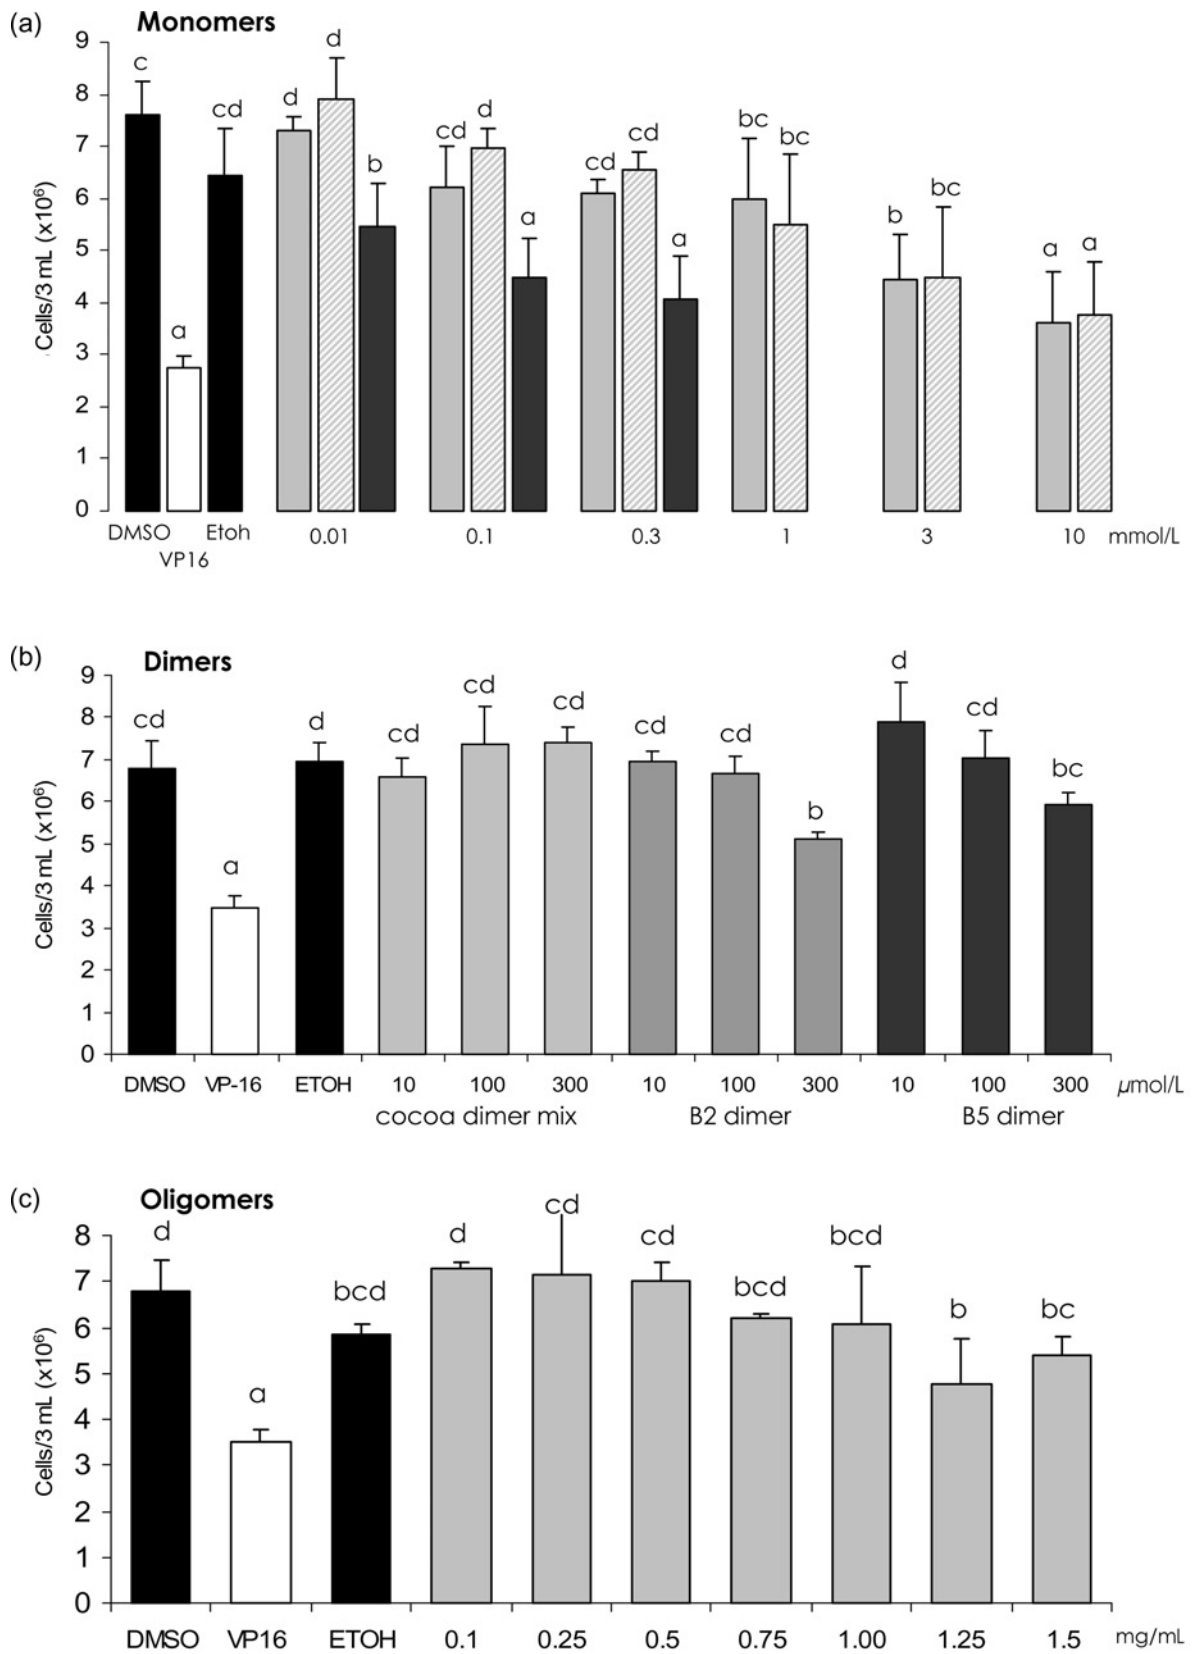 (a)
Monomers
9
8
7
6
5
4
3
2
1
0
Cells/3 mL (x10⁶)
c
a
cd
d
d
b
cd
d
a
cd
cd
a
bc
bc
b
bc
a
a
DMSO Etoh 0.01 0.1 0.3 1 3 10 mmol/L
VP16
(b)
Dimers
9
8
7
6
5
4
3
2
1
0
Cells/3 mL (x10⁶)
cd
a
d
cd
cd
cd
cd
cd
b
d
cd
bc
DMSO VP-16 ETOH 10 100 300 10 100 300 10 100 300 µmol/L
cocoa dimer mix B2 dimer B5 dimer
(c)
Oligomers
8
7
6
5
4
3
2
1
0
Cells/3 mL (x10⁶)
d
a
bcd
d
cd
cd
bcd
bcd
b
bc
DMSO VP16 ETOH 0.1 0.25 0.5 0.75 1.00 1.25 1.5 mg/mL